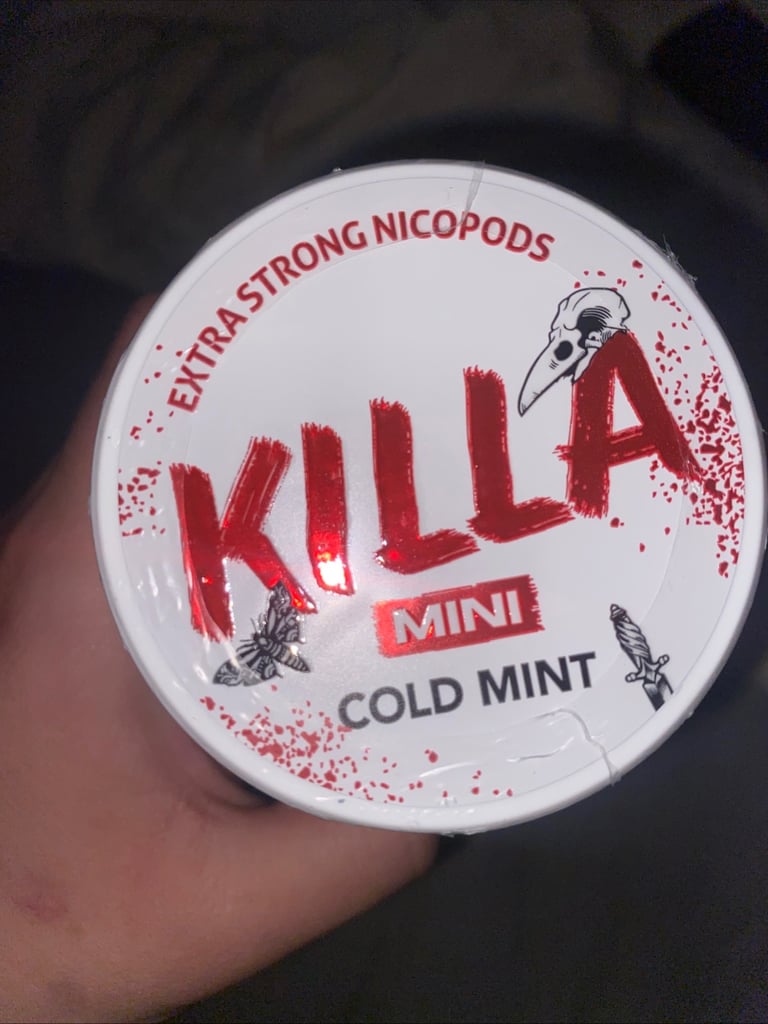 EXTRA STRONG NICOPODS
KILLA
MINI
COLD MINT